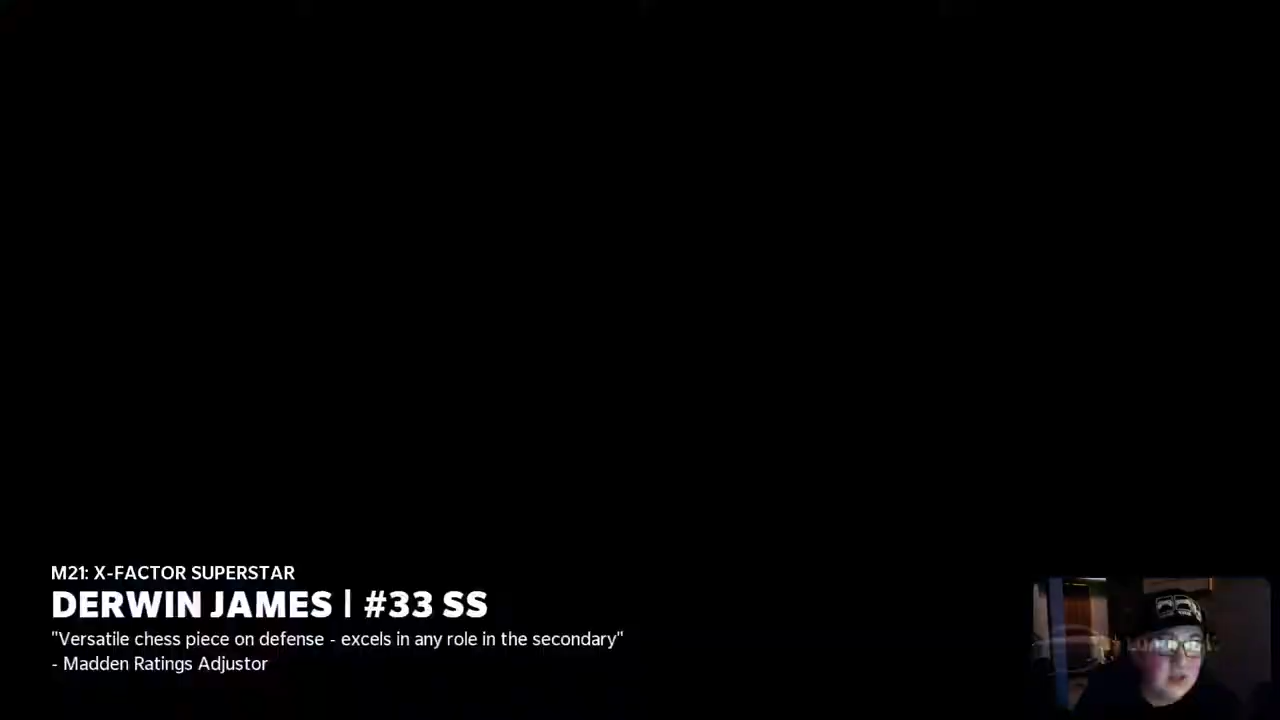 M21: X-FACTOR SUPERSTAR
DERWIN JAMES | #33 SS
"Versatile chess piece on defense - excels in any role in the secondary"
- Madden Ratings Adjustor